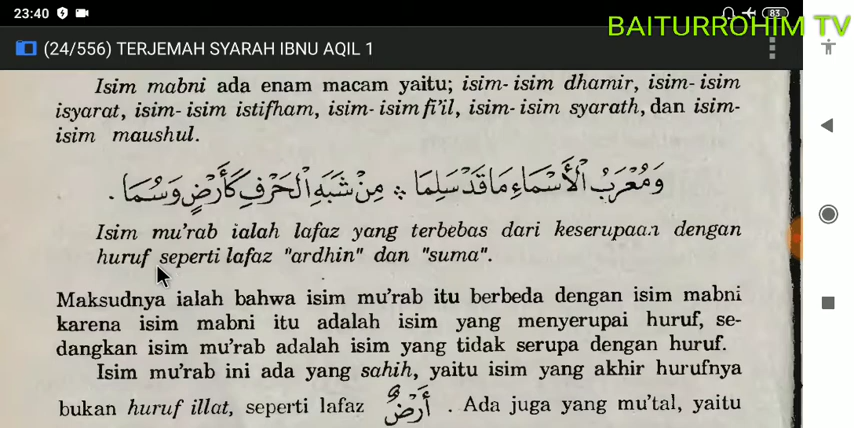 23:40
83
BAITURROHIM TV
(24/556) TERJEMAH SYARAH IBNU AQIL 1
Isim mabni ada enam macam yaitu; isim-isim dhamir, isim-isim
isyarat, isim-isim istifham, isim-isim fi'il, isim-isim syarath, dan isim-
isim maushul.
وَمُعْرَبُ الْأَسْمَاءِ مَا قَدْ سَلِمَا ※ مِنْ شَبَهِ الْحَرْفِ كَأَرْضٍ وَسُمَا .
Isim mu'rab ialah lafaz yang terbebas dari keserupaan dengan
huruf seperti lafaz "ardhin" dan "suma".
Maksudnya ialah bahwa isim mu'rab itu berbeda dengan isim mabni
karena isim mabni itu adalah isim yang menyerupai huruf, se-
dangkan isim mu'rab adalah isim yang tidak serupa dengan huruf.
Isim mu'rab ini ada yang sahih, yaitu isim yang akhir hurufnya
bukan huruf illat, seperti lafaz أَرْضٌ . Ada juga yang mu'tal, yaitu